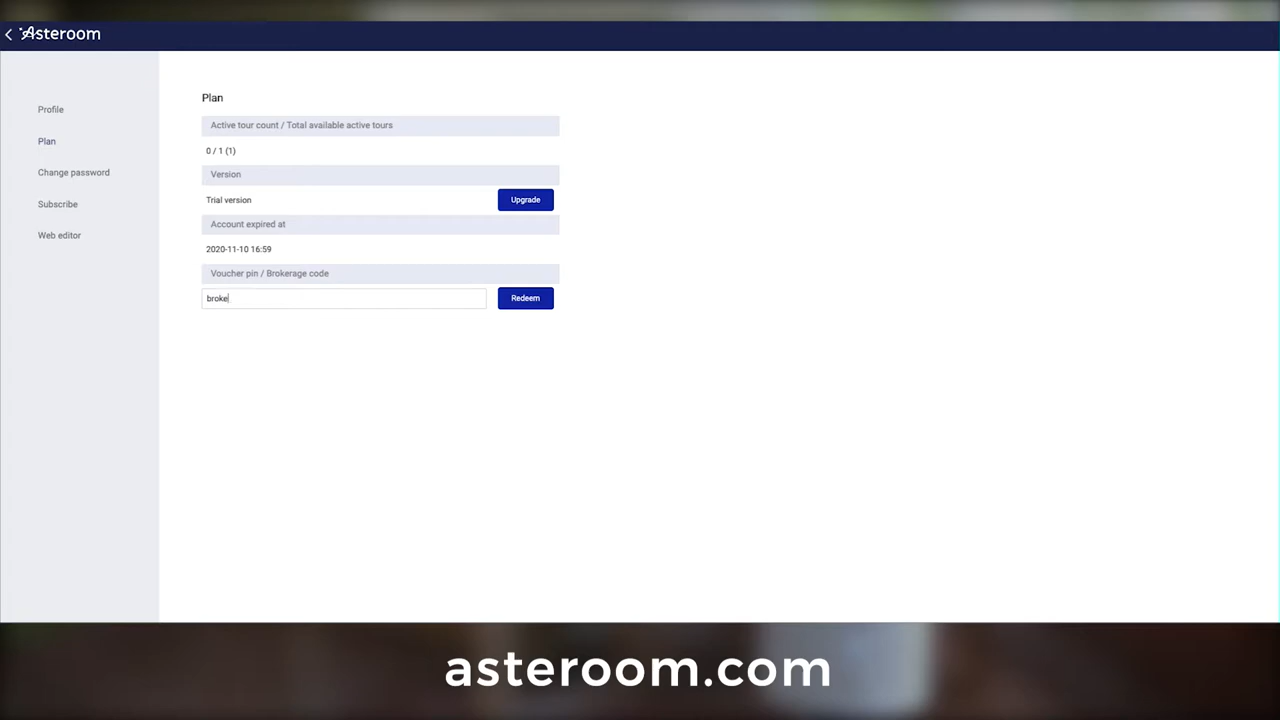 Asteroom
Profile
Plan
Change password
Subscribe
Web editor
Plan
Active tour count / Total available active tours
0 / 1 (1)
Version
Trial version
Upgrade
Account expired at
2020-11-10 16:59
Voucher pin / Brokerage code
broke
Redeem
asteroom.com